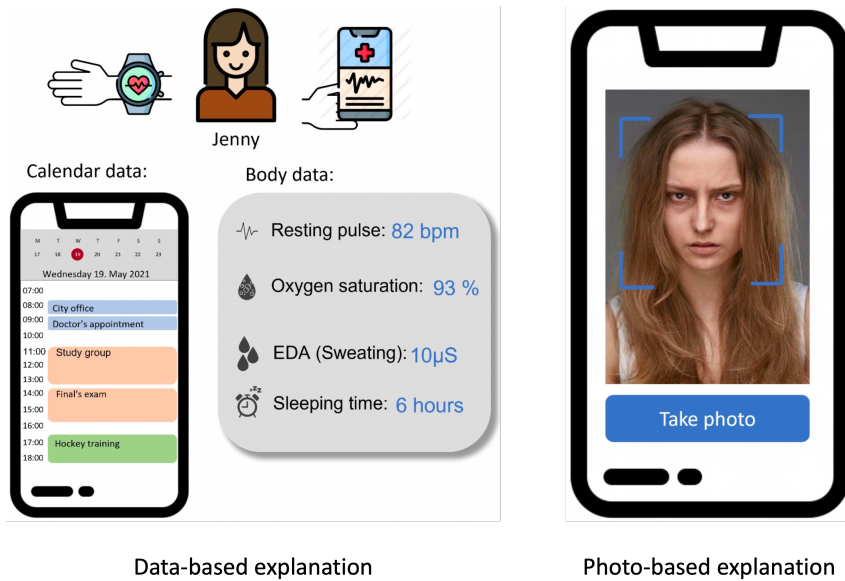 Jenny
Calendar data:
Body data:
M T W T F S S
17 18 19 20 21 22 23
Wednesday 19. May 2021
07:00
08:00 City office
09:00 Doctor's appointment
10:00
11:00 Study group
12:00
13:00
14:00 Final's exam
15:00
16:00
17:00 Hockey training
18:00
Resting pulse: 82 bpm
Oxygen saturation: 93 %
EDA (Sweating): 10µS
zzz
Sleeping time: 6 hours
Take photo
Data-based explanation
Photo-based explanation